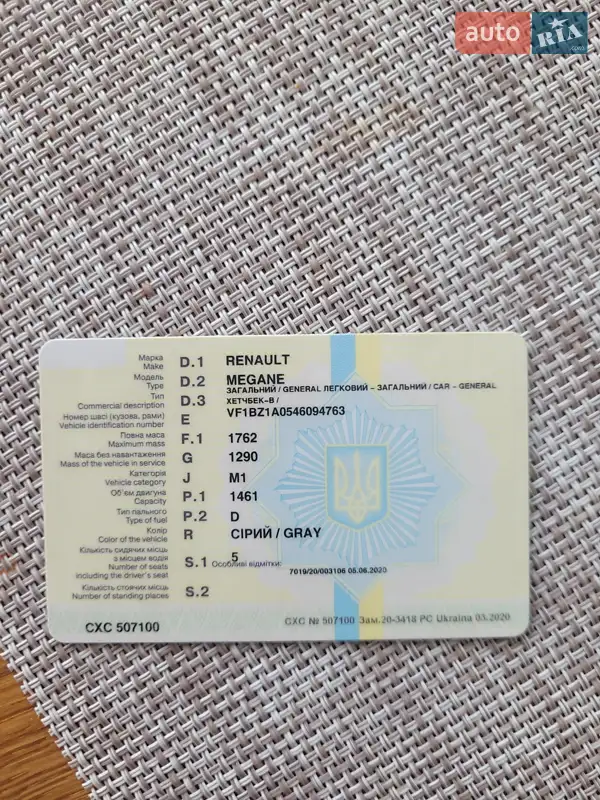 auto RIA .com
Марка
Make D.1 RENAULT
Модель
Type D.2 MEGANE
ЗАГАЛЬНИЙ / GENERAL ЛЕГКОВИЙ – ЗАГАЛЬНИЙ / CAR – GENERAL
Тип
Commercial description D.3 ХЕТЧБЕК-B /
Номер шасі (кузова, рами)
Vehicle identification number E VF1BZ1A0546094763
Повна маса
Maximum mass F.1 1762
Маса без навантаження
Mass of the vehicle in service G 1290
Категорія
Vehicle category J M1
Об'єм двигуна
Capacity P.1 1461
Тип пального
Type of fuel P.2 D
Колір
Color of the vehicle R СІРИЙ / GRAY
Кількість сидячих місць
з місцем водія
Number of seats
including the driver's seat S.1 5
Особливі відмітки:
7019/20/003106 05.06.2020
Кількість стоячих місць
Number of standing places S.2
СХС 507100
СХС № 507100 Зам.20-3418 РС Ukraina 03.2020